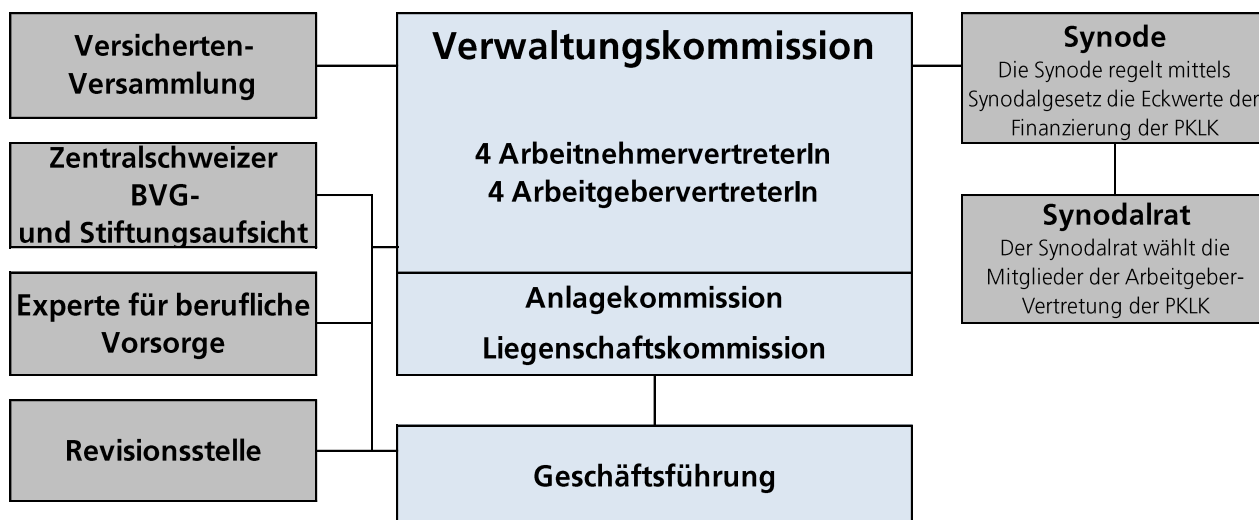 Versicherten-
Versammlung
Zentralschweizer
BVG-
und Stiftungsaufsicht
Experte für berufliche
Vorsorge
Revisionsstelle
Verwaltungskommission
4 ArbeitnehmervertreterIn
4 ArbeitgebervertreterIn
Anlagekommission
Liegenschaftskommission
Geschäftsführung
Synode
Die Synode regelt mittels
Synodalgesetz die Eckwerte der
Finanzierung der PKLK
Synodalrat
Der Synodalrat wählt die
Mitglieder der Arbeitgeber-
Vertretung der PKLK